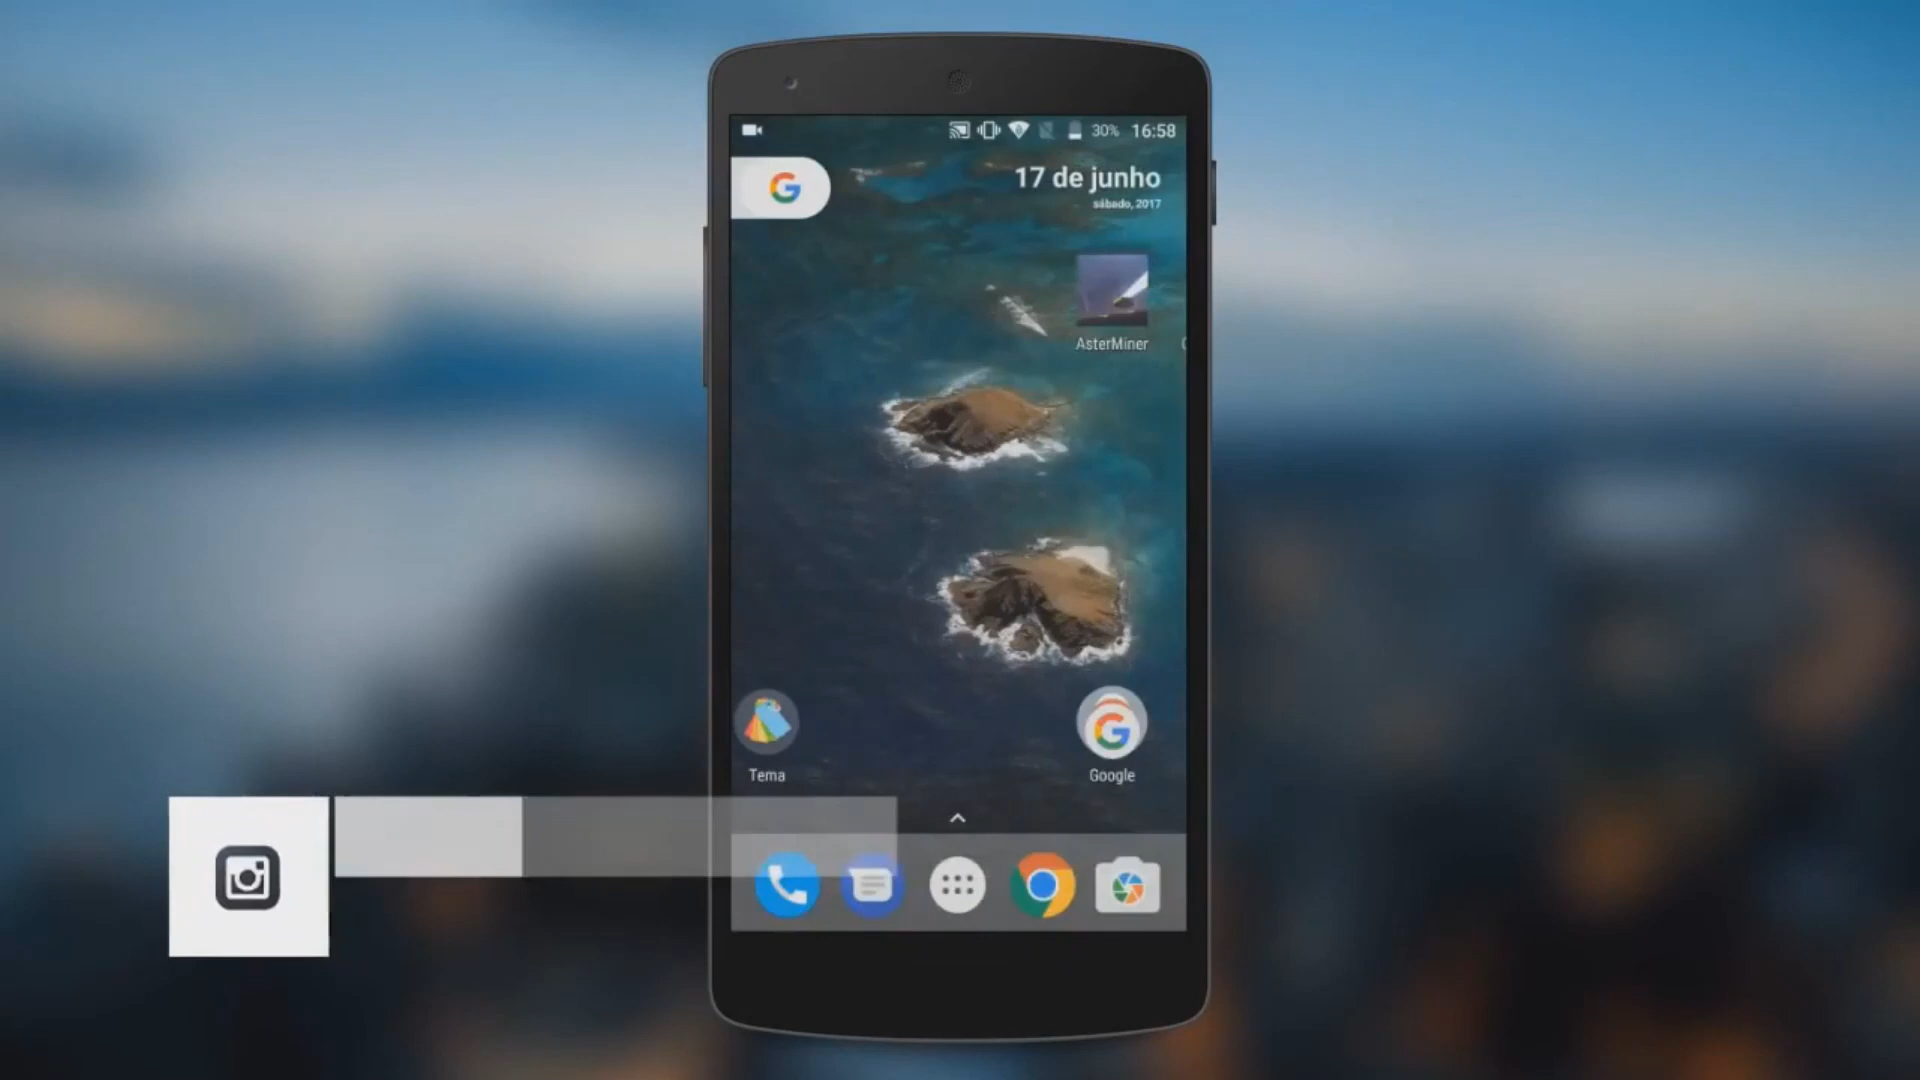 30% 16:58
G
17 de junho
sábado, 2017
AsterMiner
G
Tema
Google